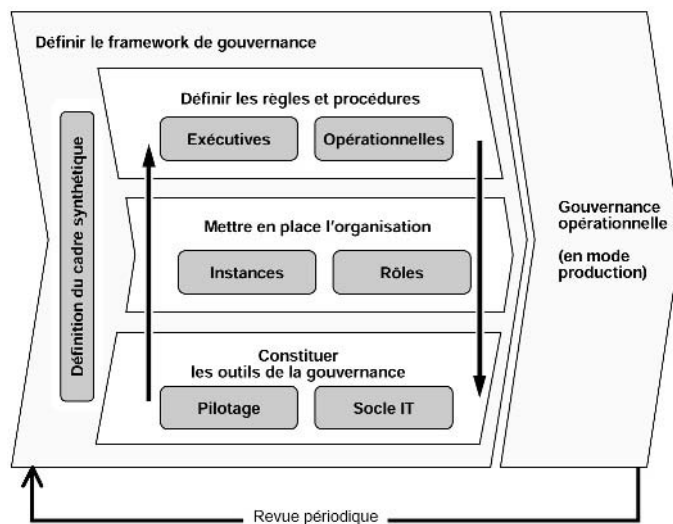 Définir le framework de gouvernance
Définir les règles et procédures
Exécutives
Opérationnelles
Définition du cadre synthétique
Mettre en place l'organisation
Instances
Rôles
Constituer
les outils de la gouvernance
Pilotage
Socle IT
Gouvernance
opérationnelle
(en mode
production)
Revue périodique